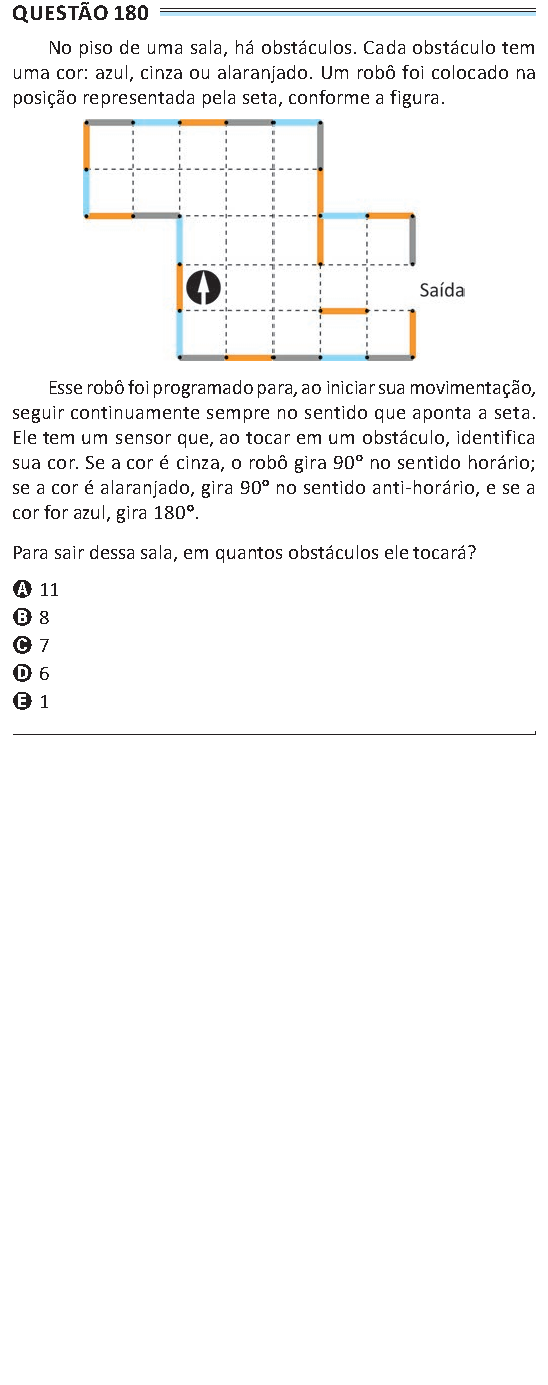 QUESTÃO 180
No piso de uma sala, há obstáculos. Cada obstáculo tem
uma cor: azul, cinza ou alaranjado. Um robô foi colocado na
posição representada pela seta, conforme a figura.
Saída
Esse robô foi programado para, ao iniciar sua movimentação,
seguir continuamente sempre no sentido que aponta a seta.
Ele tem um sensor que, ao tocar em um obstáculo, identifica
sua cor. Se a cor é cinza, o robô gira 90° no sentido horário;
se a cor é alaranjado, gira 90° no sentido anti-horário, e se a
cor for azul, gira 180°.
Para sair dessa sala, em quantos obstáculos ele tocará?
A 11
B 8
C 7
D 6
E 1